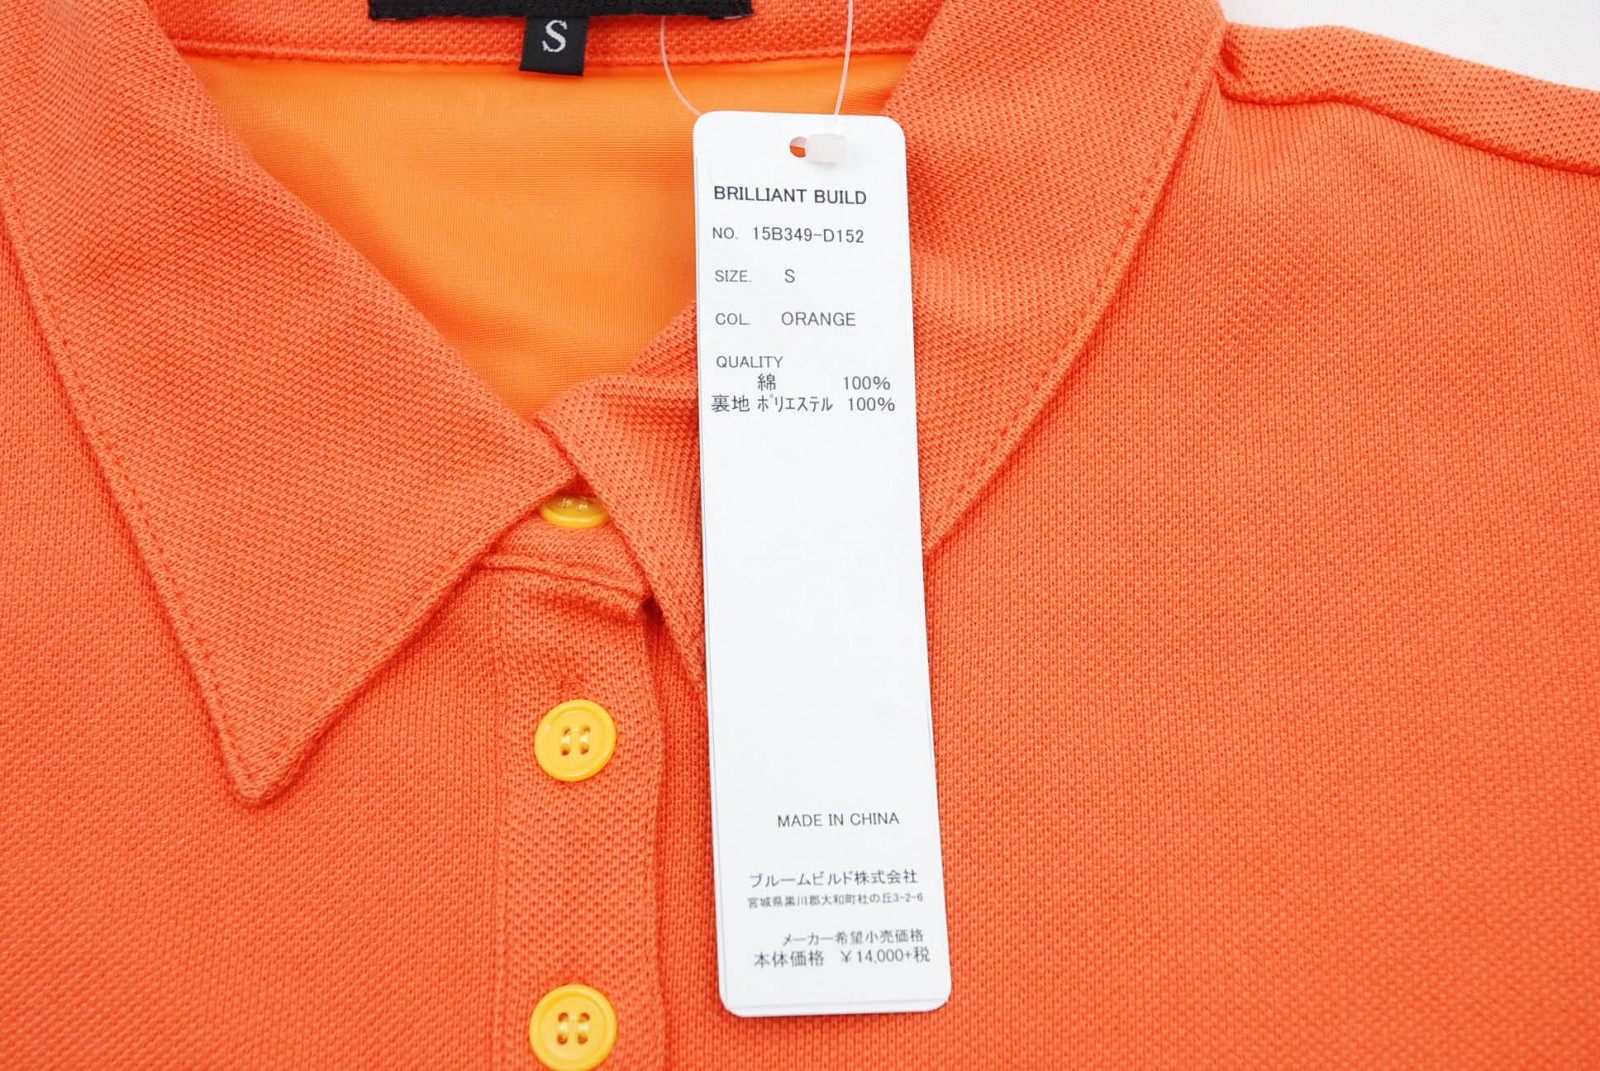 S
BRILLIANT BUILD
NO. 15B349-D152
SIZE. S
COL. ORANGE
QUALITY
綿 100%
裏地 ポリエステル 100%
MADE IN CHINA
ブルームビルド株式会社
宮城県黒川郡大和町杜の丘3-2-6
メーカー希望小売価格
本体価格 ¥14,000+税